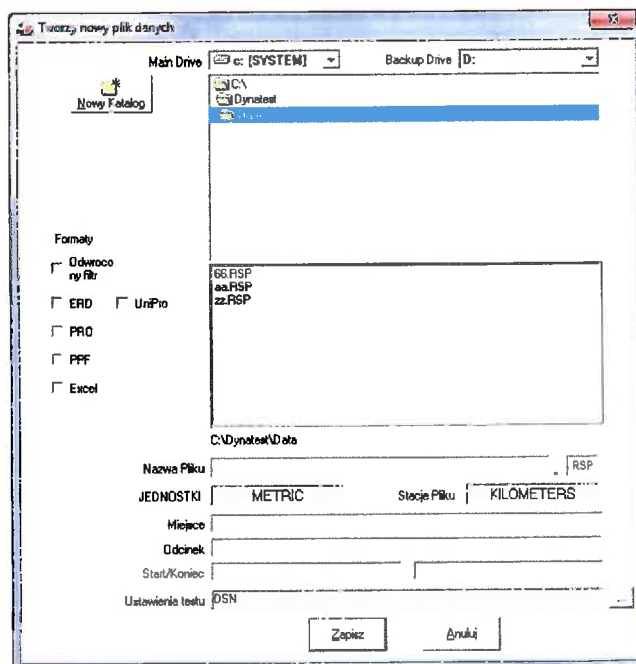 Tworzy nowy plik danych
Main Drive c: [SYSTEM] Backup Drive D:
Nowy Katalog
C:\
Dynatest
Formaty
Odwroco
ny filtr
ERD UniPro
PRO
PPF
Excel
66.RSP
aa.RSP
zz.RSP
C:\Dynatest\Data
Nazwa Pliku . RSP
JEDNOSTKI METRIC Stacje Pliku KILOMETERS
Miejsce
Odcinek
Start/Koniec
Ustawienia testu DSN ...
Zapisz Anuluj